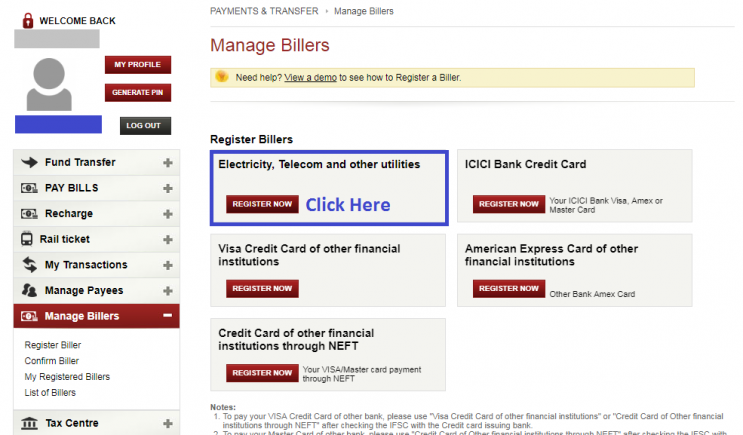 WELCOME BACK
MY PROFILE
GENERATE PIN
LOG OUT
Fund Transfer
PAY BILLS
Recharge
Rail ticket
My Transactions
Manage Payees
Manage Billers
Register Biller
Confirm Biller
My Registered Billers
List of Billers
Tax Centre
PAYMENTS & TRANSFER › Manage Billers
Manage Billers
Need help? View a demo to see how to Register a Biller.
Register Billers
Electricity, Telecom and other utilities
REGISTER NOW Click Here
ICICI Bank Credit Card
REGISTER NOW
Your ICICI Bank Visa, Amex or
Master Card
Visa Credit Card of other financial
institutions
REGISTER NOW
American Express Card of other
financial institutions
REGISTER NOW
Other Bank Amex Card
Credit Card of other financial
institutions through NEFT
REGISTER NOW
Your VISA/Master card payment
through NEFT
Notes:
1. To pay your VISA Credit Card of other bank, please use "Visa Credit Card of other financial institutions" or "Credit Card of Other financial
institutions through NEFT" after checking the IFSC with the Credit card issuing bank.
2. To pay your Master Card of other bank, please use "Credit Card of Other financial institutions through NEFT" after checking the IFSC with